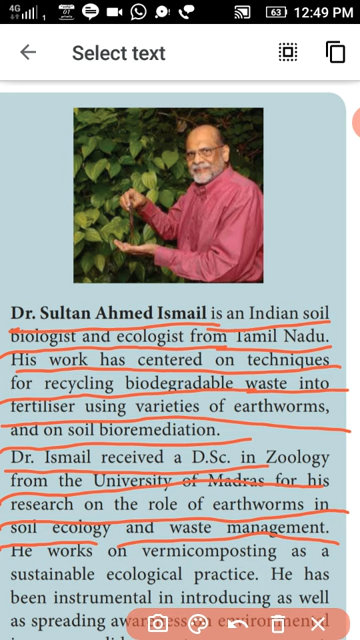 4G
1
63
12:49 PM
Select text
Dr. Sultan Ahmed Ismail is an Indian soil
biologist and ecologist from Tamil Nadu.
His work has centered on techniques
for recycling biodegradable waste into
fertiliser using varieties of earthworms,
and on soil bioremediation.
Dr. Ismail received a D.Sc. in Zoology
from the University of Madras for his
research on the role of earthworms in
soil ecology and waste management.
He works on vermicomposting as a
sustainable ecological practice. He has
been instrumental in introducing as well
as spreading awareness on environmental